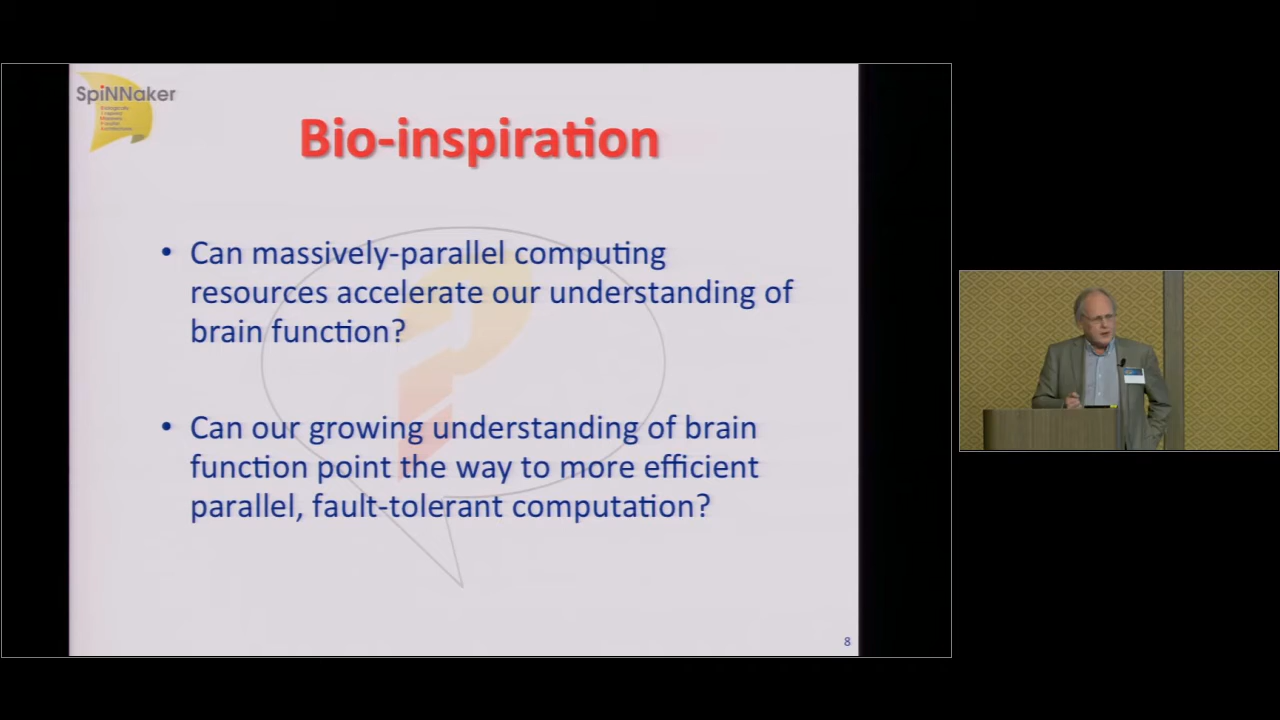 SpiNNaker
Bio-inspiration
• Can massively-parallel computing
resources accelerate our understanding of
brain function?
• Can our growing understanding of brain
function point the way to more efficient
parallel, fault-tolerant computation?
8